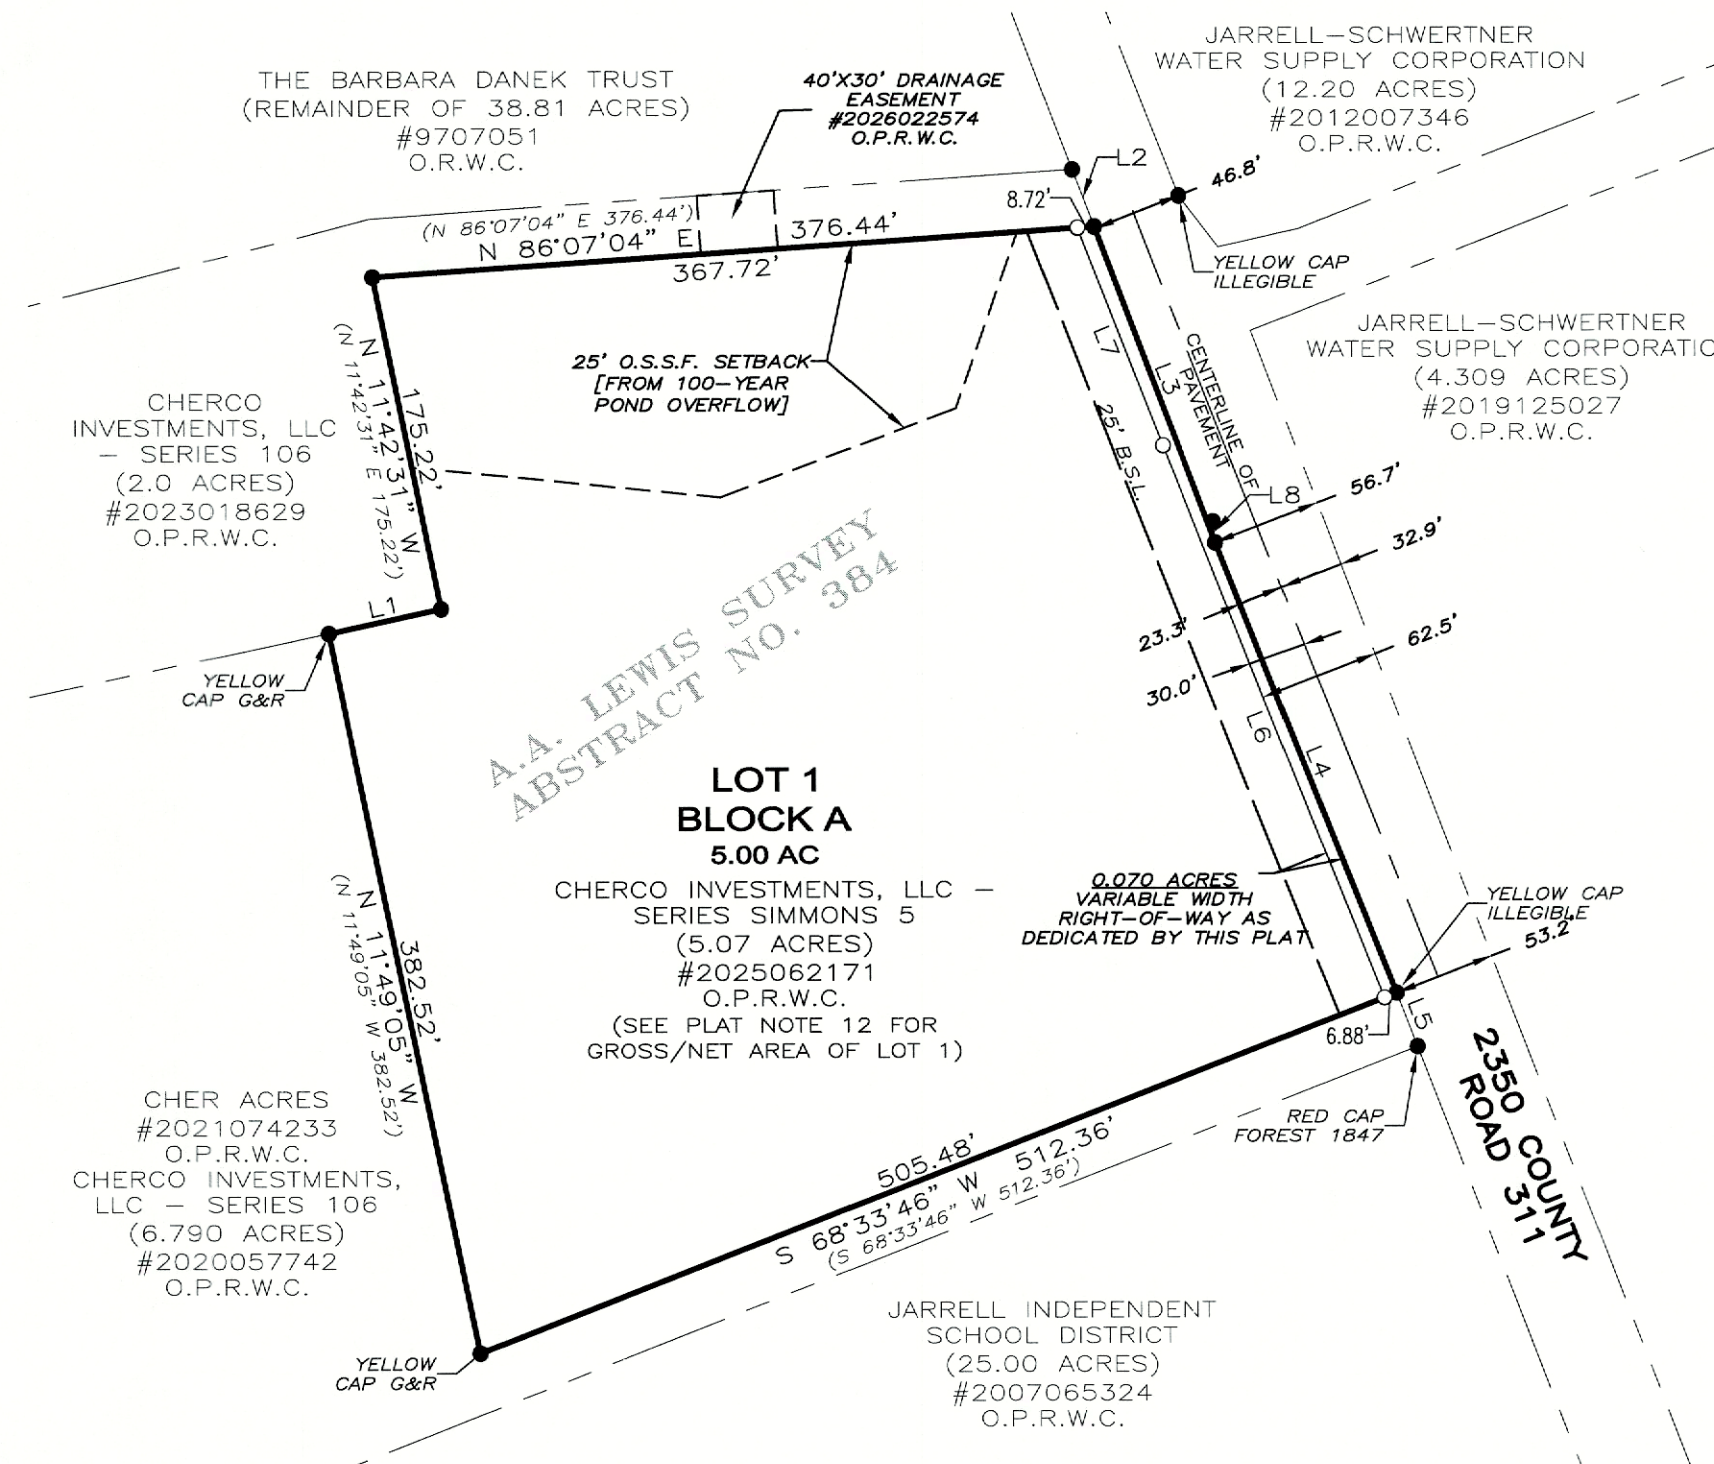 THE BARBARA DANEK TRUST
(REMAINDER OF 38.81 ACRES)
#9707051
O.R.W.C.
40'X30' DRAINAGE
EASEMENT
#2026022574
O.P.R.W.C.
JARRELL-SCHWERTNER
WATER SUPPLY CORPORATION
(12.20 ACRES)
#2012007346
O.P.R.W.C.
L2
46.8'
8.72'
(N 86°07'04" E 376.44')
N 86°07'04" E 376.44'
367.72'
YELLOW CAP
ILLEGIBLE
JARRELL-SCHWERTNER
WATER SUPPLY CORPORATIO
(4.309 ACRES)
#2019125027
O.P.R.W.C.
25' O.S.S.F. SETBACK
[FROM 100-YEAR
POND OVERFLOW]
L7
L3
CENTERLINE OF
PAVEMENT
25' B.S.L.
CHERCO
INVESTMENTS, LLC
- SERIES 106
(2.0 ACRES)
#2023018629
O.P.R.W.C.
N 11°42'31" W
175.22'
(N 11°42'31" E 175.22')
L8
56.7'
32.9'
23.3'
62.5'
30.0'
L1
YELLOW
CAP G&R
A.A. LEWIS SURVEY
ABSTRACT NO. 384
L6
L4
LOT 1
BLOCK A
5.00 AC
CHERCO INVESTMENTS, LLC -
SERIES SIMMONS 5
(5.07 ACRES)
#2025062171
O.P.R.W.C.
(SEE PLAT NOTE 12 FOR
GROSS/NET AREA OF LOT 1)
0.070 ACRES
VARIABLE WIDTH
RIGHT-OF-WAY AS
DEDICATED BY THIS PLAT
YELLOW CAP
ILLEGIBLE
53.2'
N 11°49'05" W
382.52'
(N 11°49'05" W 382.52')
L5
6.88'
2350 COUNTY
ROAD 311
RED CAP
FOREST 1847
CHER ACRES
#2021074233
O.P.R.W.C.
CHERCO INVESTMENTS,
LLC - SERIES 106
(6.790 ACRES)
#2020057742
O.P.R.W.C.
505.48'
S 68°33'46" W 512.36'
(S 68°33'46" W 512.36')
YELLOW
CAP G&R
JARRELL INDEPENDENT
SCHOOL DISTRICT
(25.00 ACRES)
#2007065324
O.P.R.W.C.